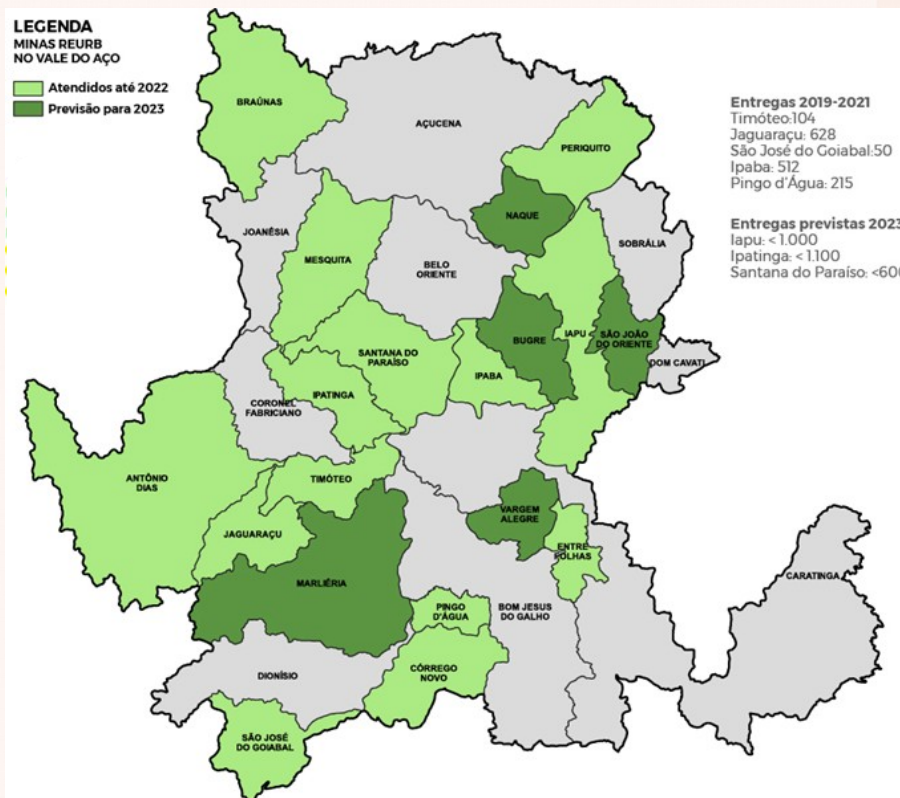 LEGENDA
MINAS REURB
NO VALE DO AÇO
Atendidos até 2022
Previsão para 2023
Entregas 2019-2021
Timóteo:104
Jaguaraçu: 628
São José do Goiabal:50
Ipaba: 512
Pingo d'Água: 215
Entregas previstas 2023
Iapu: < 1.000
Ipatinga: < 1.100
Santana do Paraíso: <600
BRAÚNAS
AÇUCENA
PERIQUITO
NAQUE
JOANÉSIA
MESQUITA
BELO
ORIENTE
SOBRÁLIA
SANTANA DO
PARAÍSO
BUGRE
IAPU
SÃO JOÃO
DO ORIENTE
DOM CAVATI
IPABA
IPATINGA
CORONEL
FABRICIANO
ANTÔNIO
DIAS
TIMÓTEO
JAGUARAÇU
VARGEM
ALEGRE
ENTRE
FOLHAS
MARLIÉRIA
CARATINGA
PINGO
D'ÁGUA
BOM JESUS
DO GALHO
DIONÍSIO
CÓRREGO
NOVO
SÃO JOSÉ
DO GOIABAL